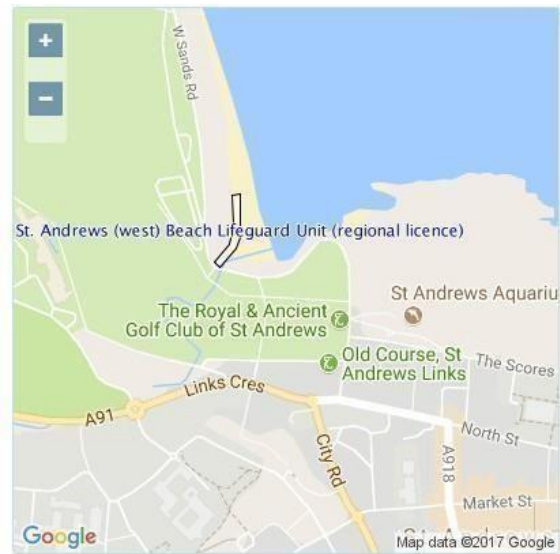 +
−
W Sands Rd
St. Andrews (west) Beach Lifeguard Unit (regional licence)
St Andrews Aquariu
The Royal & Ancient
Golf Club of St Andrews
Old Course, St
Andrews Links
The Scores
Links Cres
A91
North St
City Rd
A918
Market St
Google
Map data ©2017 Google